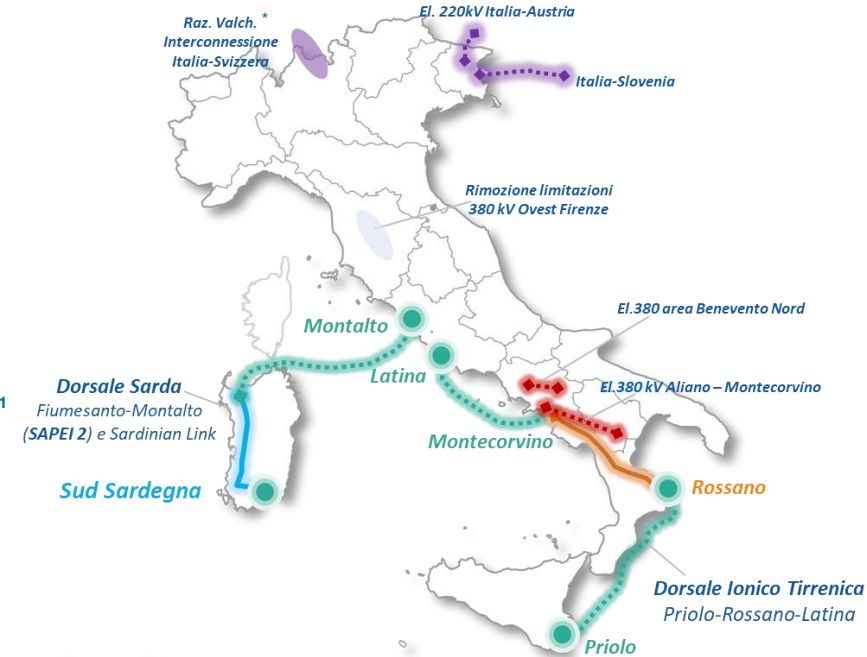 El. 220kV Italia-Austria
Raz. Valch. *
Interconnessione
Italia-Svizzera
Italia-Slovenia
Rimozione limitazioni
380 kV Ovest Firenze
El.380 area Benevento Nord
Montalto
Latina
Dorsale Sarda
Fiumesanto-Montalto
(SAPEI 2) e Sardinian Link
1
El.380 kV Aliano – Montecorvino
Montecorvino
Sud Sardegna
Rossano
Dorsale Ionico Tirrenica
Priolo-Rossano-Latina
Priolo